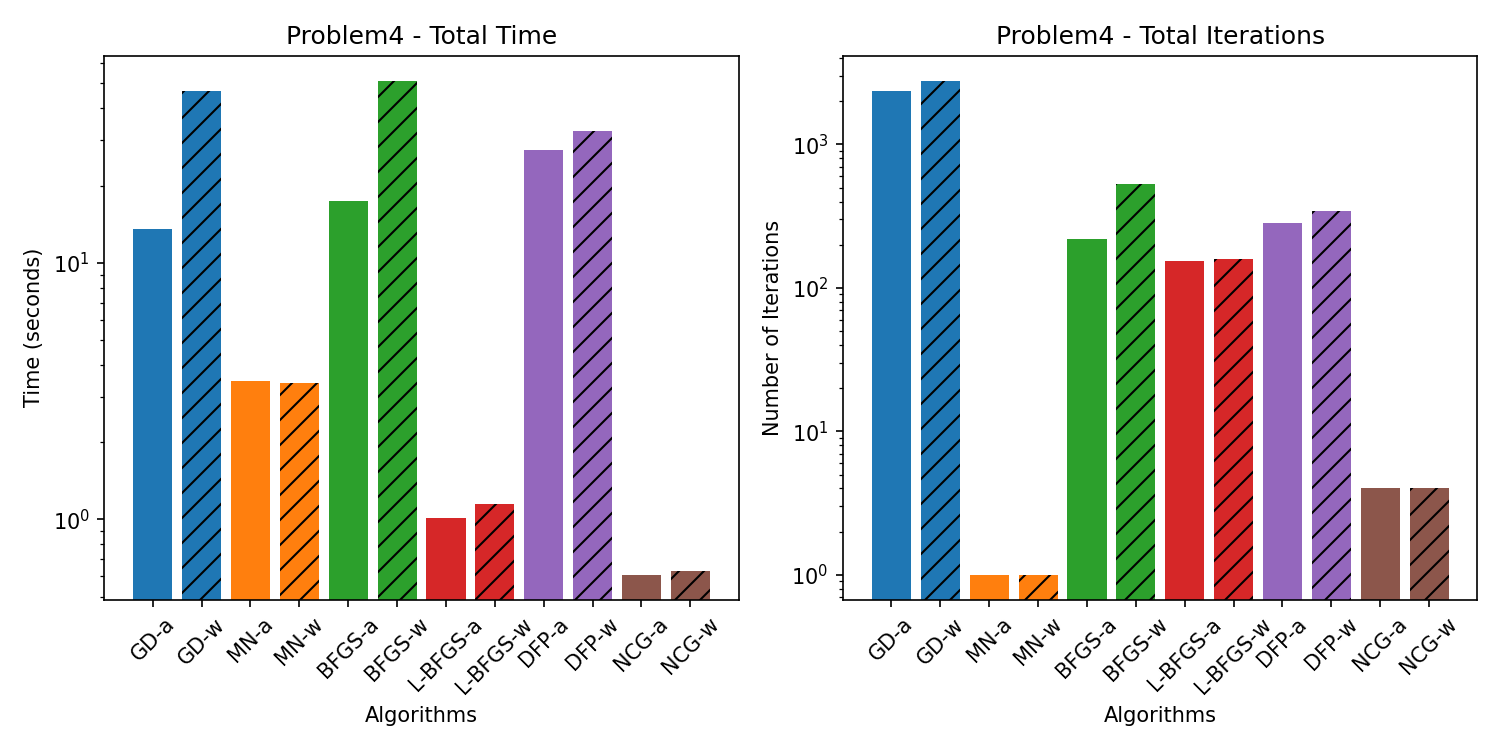 Problem4 - Total Time
Time (seconds)
10¹
10⁰
GD-a
GD-w
MN-a
MN-w
BFGS-a
BFGS-w
L-BFGS-a
L-BFGS-w
DFP-a
DFP-w
NCG-a
NCG-w
Algorithms
Problem4 - Total Iterations
Number of Iterations
10³
10²
10¹
10⁰
GD-a
GD-w
MN-a
MN-w
BFGS-a
BFGS-w
L-BFGS-a
L-BFGS-w
DFP-a
DFP-w
NCG-a
NCG-w
Algorithms